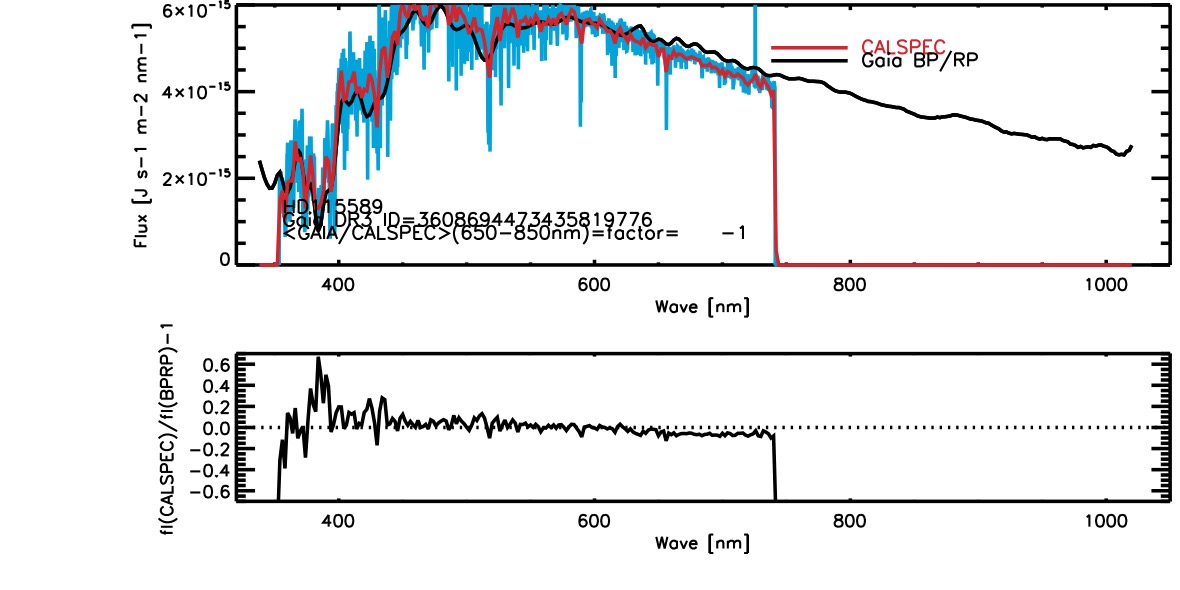 6×10⁻¹⁵
4×10⁻¹⁵
2×10⁻¹⁵
0
Flux [J s−1 m−2 nm−1]
CALSPEC
Gaia BP/RP
HD115589
Gaia DR3 ID=3608694473435819776
<GAIA/CALSPEC>(650−850nm)=factor= −1
400 600 800 1000
Wave [nm]
fl(CALSPEC)/fl(BPRP)−1
0.6
0.4
0.2
0.0
−0.2
−0.4
−0.6
400 600 800 1000
Wave [nm]